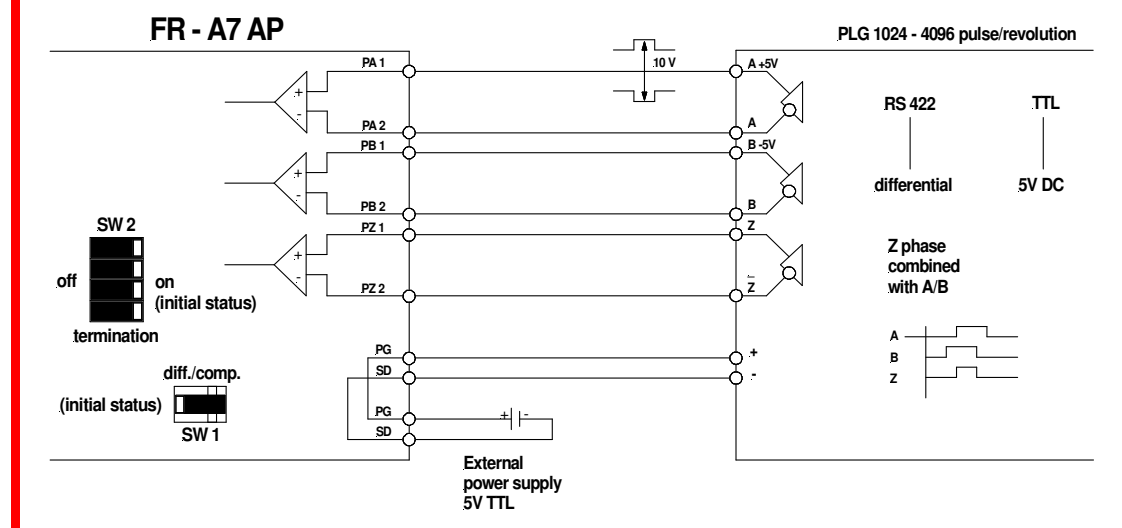 FR - A7 AP
PLG 1024 - 4096 pulse/revolution
PA 1
10 V
A +5V
+
-
PA 2
A
RS 422
TTL
PB 1
B -5V
+
-
differential
5V DC
PB 2
B
SW 2
PZ 1
Z
+
-
Z phase
combined
with A/B
off
on
(initial status)
PZ 2
Z
termination
A
B
Z
PG
+
SD
-
diff./comp.
(initial status)
SW 1
PG
+
-
SD
External
power supply
5V TTL